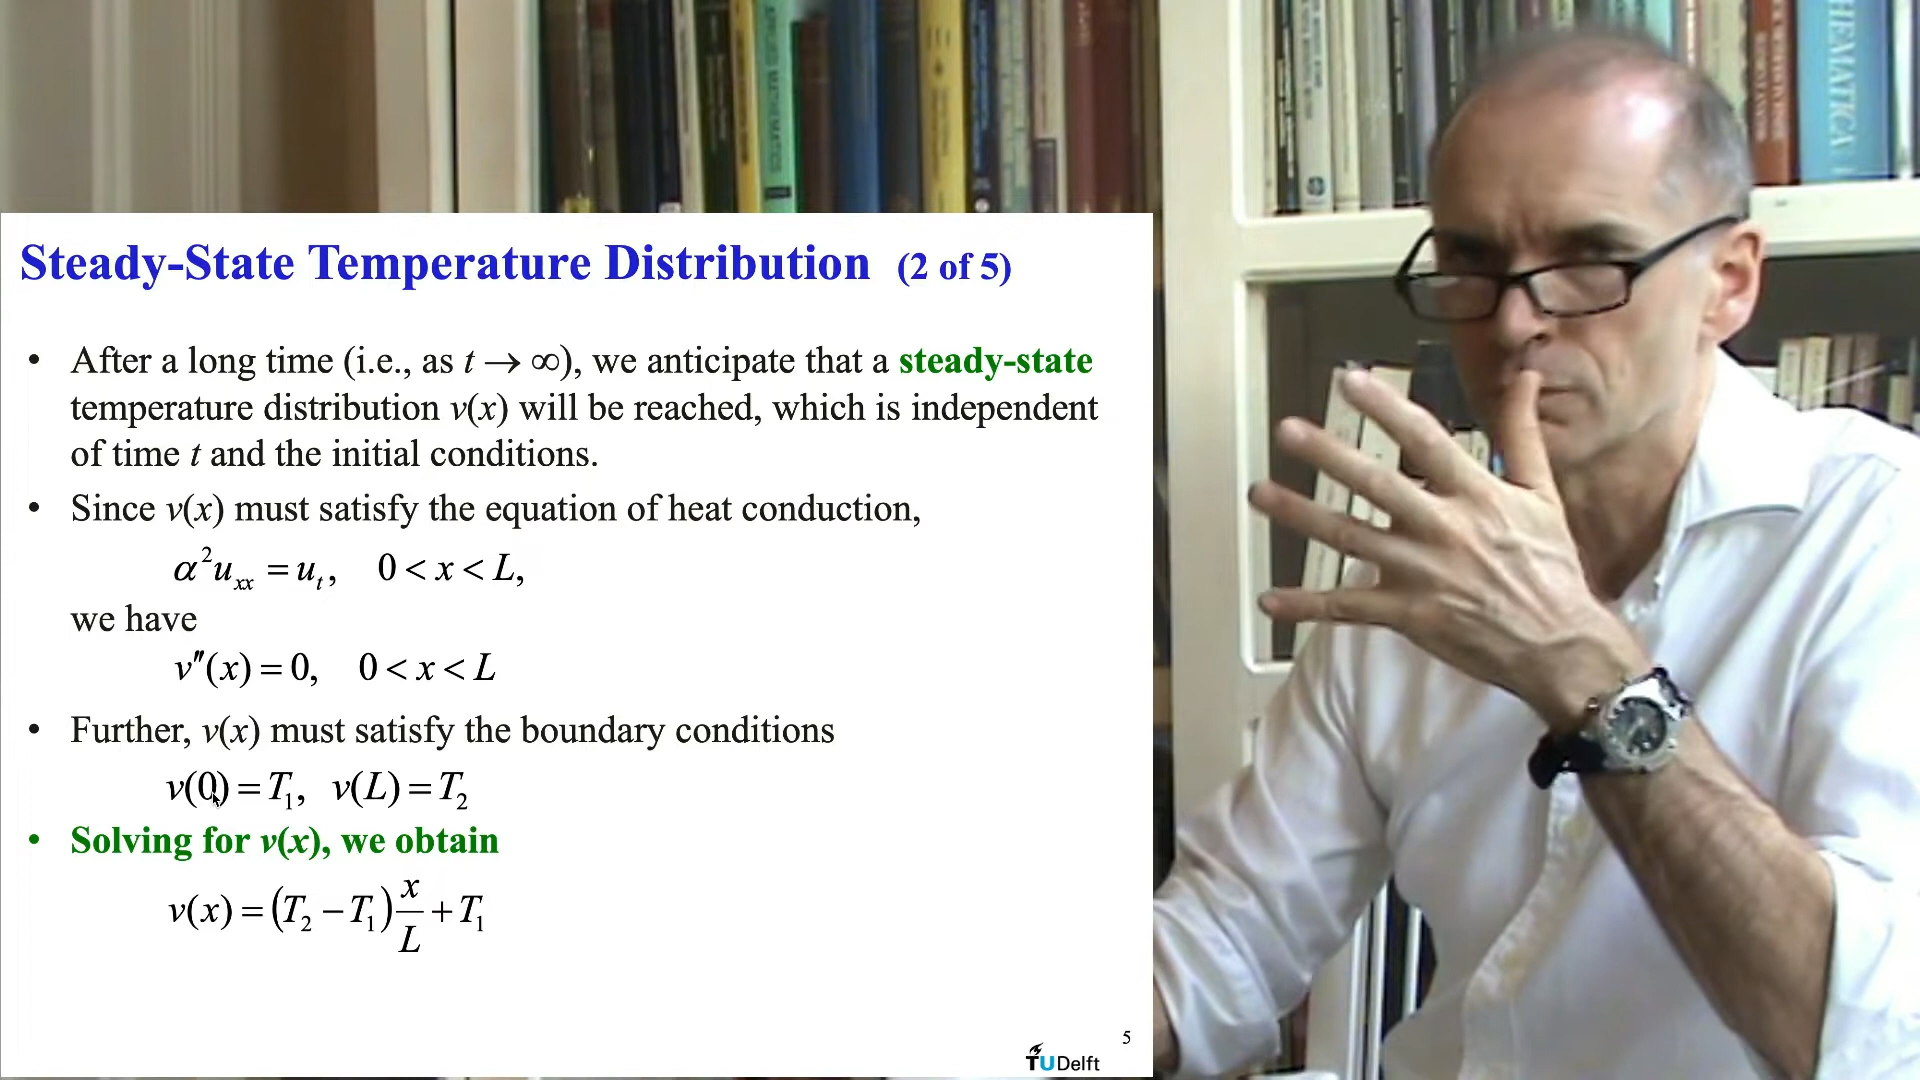 MATHEMATICA
Steady-State Temperature Distribution (2 of 5)
• After a long time (i.e., as t → ∞), we anticipate that a steady-state
temperature distribution v(x) will be reached, which is independent
of time t and the initial conditions.
• Since v(x) must satisfy the equation of heat conduction,
α²uₓₓ = uₜ, 0 < x < L,
we have
v″(x) = 0, 0 < x < L
• Further, v(x) must satisfy the boundary conditions
v(0) = T₁, v(L) = T₂
• Solving for v(x), we obtain
v(x) = (T₂ − T₁) x/L + T₁
5
TU Delft